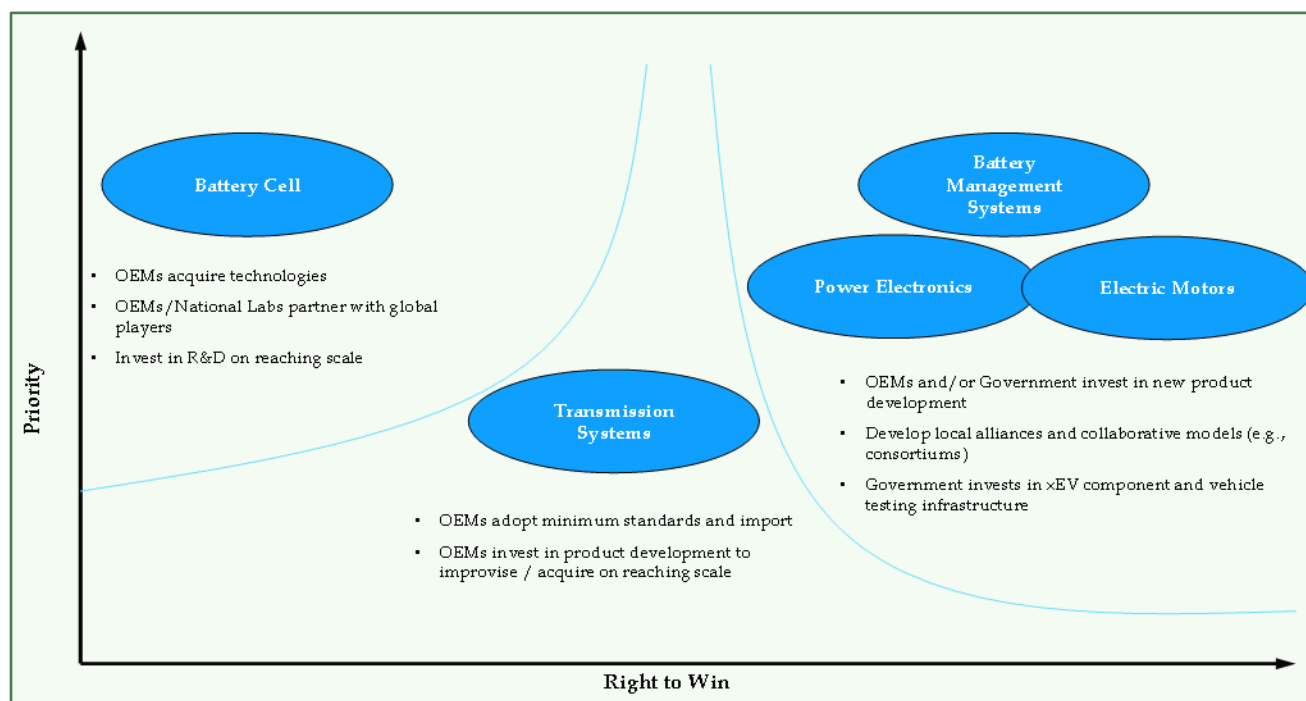 Priority
Battery Cell
▪ OEMs acquire technologies
▪ OEMs/National Labs partner with global
players
▪ Invest in R&D on reaching scale
Transmission
Systems
▪ OEMs adopt minimum standards and import
▪ OEMs invest in product development to
improvise / acquire on reaching scale
Battery
Management
Systems
Power Electronics
Electric Motors
▪ OEMs and/or Government invest in new product
development
▪ Develop local alliances and collaborative models (e.g.,
consortiums)
▪ Government invests in xEV component and vehicle
testing infrastructure
Right to Win